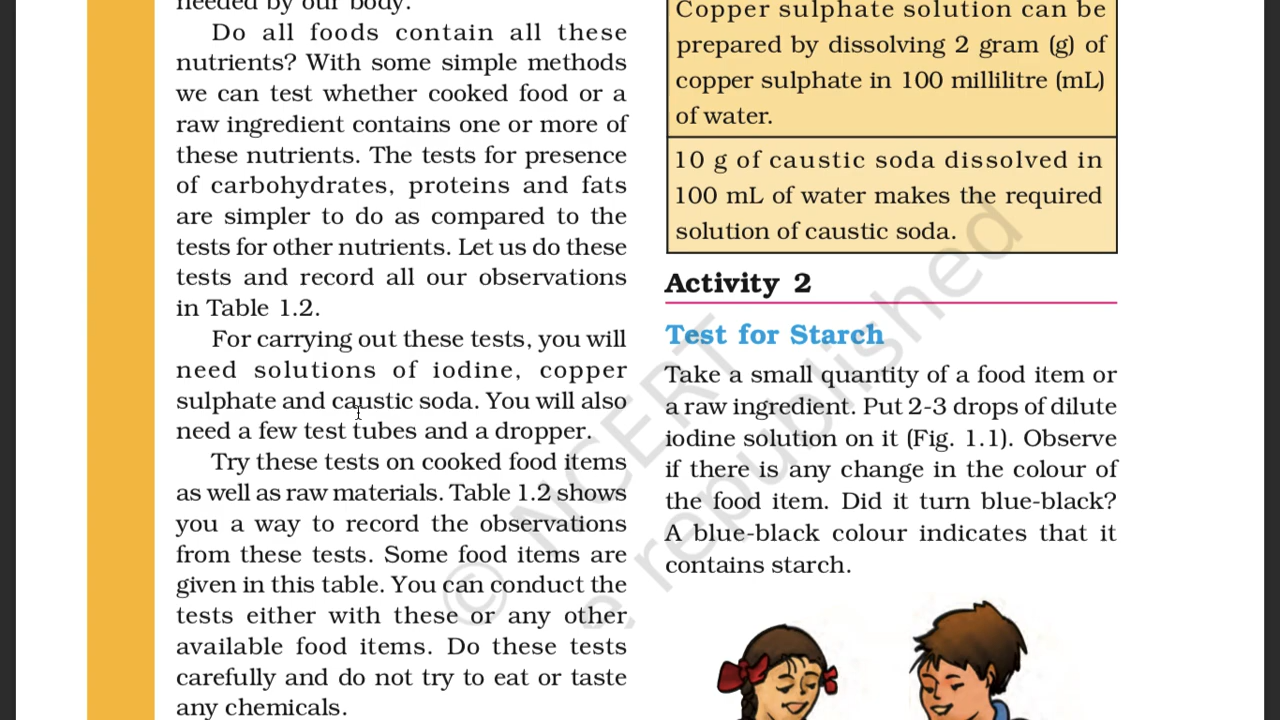 needed by our body.
Do all foods contain all these
nutrients? With some simple methods
we can test whether cooked food or a
raw ingredient contains one or more of
these nutrients. The tests for presence
of carbohydrates, proteins and fats
are simpler to do as compared to the
tests for other nutrients. Let us do these
tests and record all our observations
in Table 1.2.
For carrying out these tests, you will
need solutions of iodine, copper
sulphate and caustic soda. You will also
need a few test tubes and a dropper.
Try these tests on cooked food items
as well as raw materials. Table 1.2 shows
you a way to record the observations
from these tests. Some food items are
given in this table. You can conduct the
tests either with these or any other
available food items. Do these tests
carefully and do not try to eat or taste
any chemicals.
Copper sulphate solution can be
prepared by dissolving 2 gram (g) of
copper sulphate in 100 millilitre (mL)
of water.
10 g of caustic soda dissolved in
100 mL of water makes the required
solution of caustic soda.
Activity 2
Test for Starch
Take a small quantity of a food item or
a raw ingredient. Put 2-3 drops of dilute
iodine solution on it (Fig. 1.1). Observe
if there is any change in the colour of
the food item. Did it turn blue-black?
A blue-black colour indicates that it
contains starch.
© NCERT
e republished